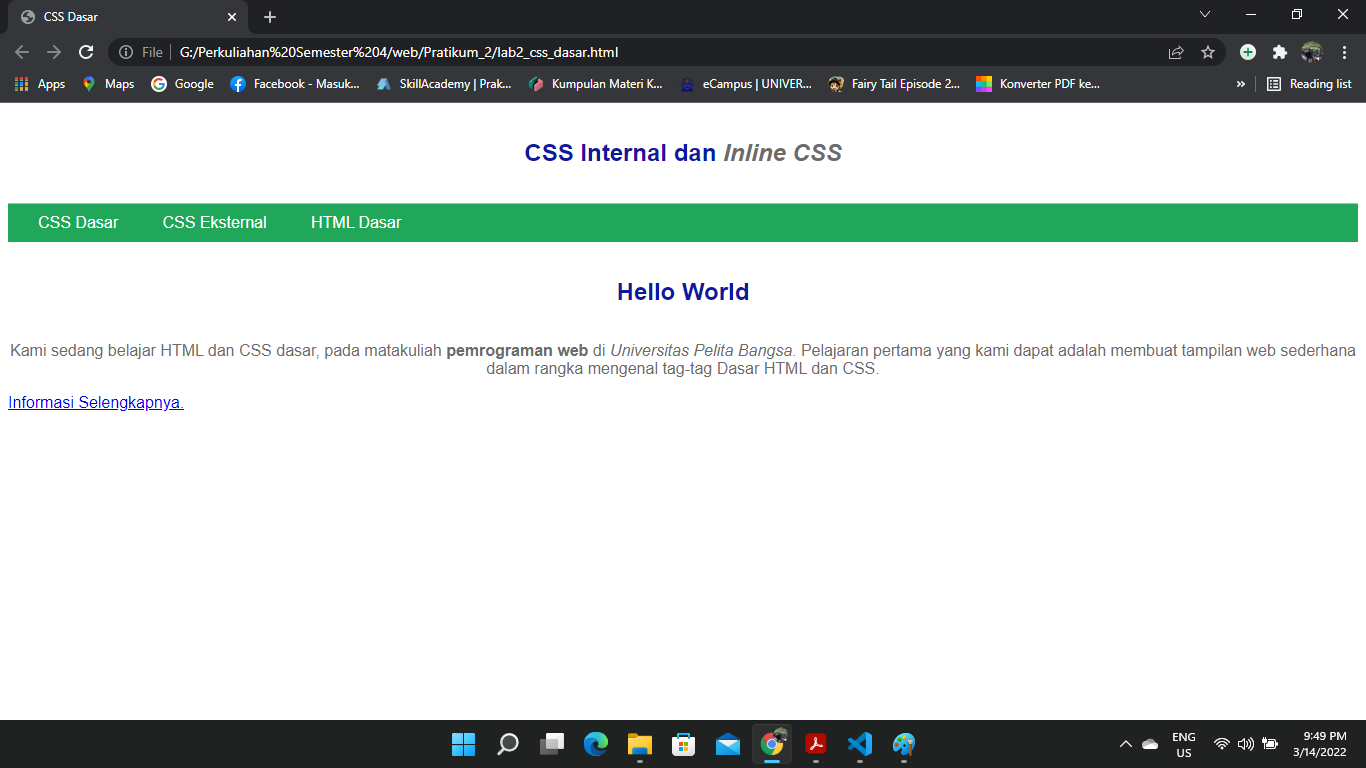 CSS Dasar
File G:/Perkuliahan%20Semester%204/web/Pratikum_2/lab2_css_dasar.html
Apps Maps Google Facebook - Masuk... SkillAcademy | Prak... Kumpulan Materi K... eCampus | UNIVER... Fairy Tail Episode 2... Konverter PDF ke... » Reading list
CSS Internal dan Inline CSS
CSS Dasar CSS Eksternal HTML Dasar
Hello World
Kami sedang belajar HTML dan CSS dasar, pada matakuliah pemrograman web di Universitas Pelita Bangsa. Pelajaran pertama yang kami dapat adalah membuat tampilan web sederhana
dalam rangka mengenal tag-tag Dasar HTML dan CSS.
Informasi Selengkapnya.
ENG 9:49 PM
US 3/14/2022